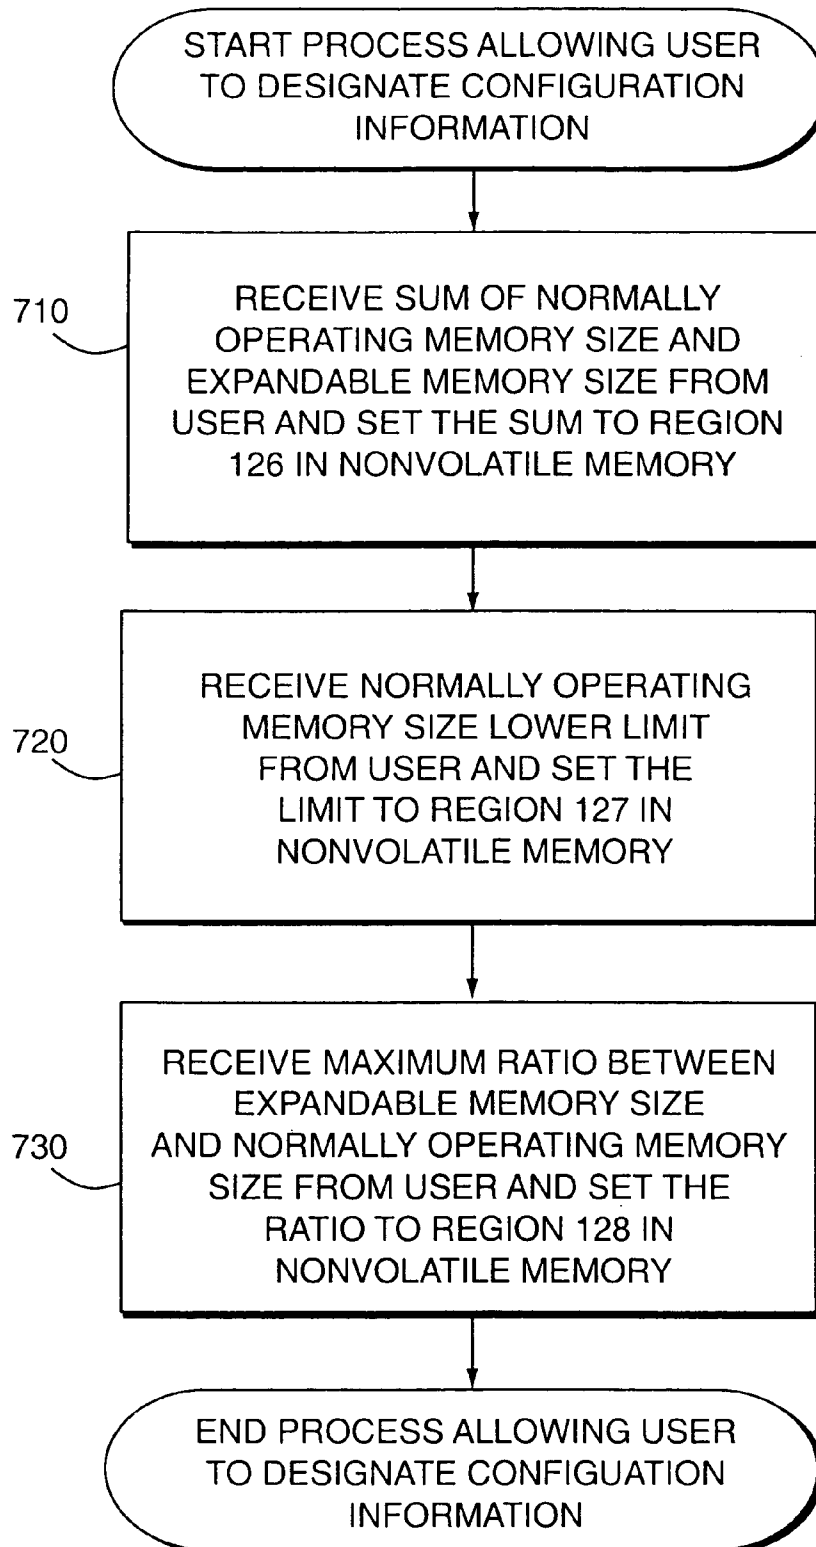 START PROCESS ALLOWING USER
TO DESIGNATE CONFIGURATION
INFORMATION
710
RECEIVE SUM OF NORMALLY
OPERATING MEMORY SIZE AND
EXPANDABLE MEMORY SIZE FROM
USER AND SET THE SUM TO REGION
126 IN NONVOLATILE MEMORY
720
RECEIVE NORMALLY OPERATING
MEMORY SIZE LOWER LIMIT
FROM USER AND SET THE
LIMIT TO REGION 127 IN
NONVOLATILE MEMORY
730
RECEIVE MAXIMUM RATIO BETWEEN
EXPANDABLE MEMORY SIZE
AND NORMALLY OPERATING MEMORY
SIZE FROM USER AND SET THE
RATIO TO REGION 128 IN
NONVOLATILE MEMORY
END PROCESS ALLOWING USER
TO DESIGNATE CONFIGUATION
INFORMATION